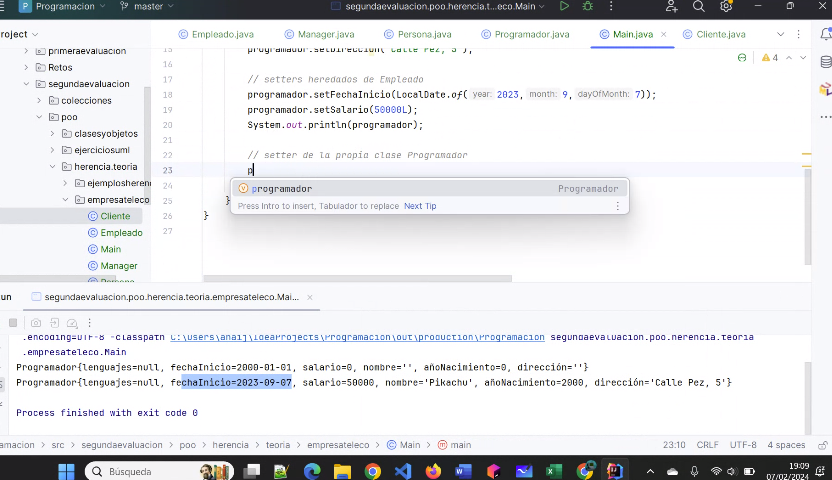 P Programacion master segundaevaluacion.poo.herencia.t...eco.Main
roject Empleado.java Manager.java Persona.java Programador.java Main.java Cliente.java
primeraevaluacion
Retos
segundaevaluacion
colecciones
poo
clasesyobjetos
ejerciciosuml
herencia.teoria
ejemplosherenc
empresateleco
Cliente
Empleado
Main
Manager
4
15 programador.setDireccion("Calle Pez, 5");
16
17 // setters heredados de Empleado
18 programador.setFechaInicio(LocalDate.of( year: 2023, month: 9, dayOfMonth: 7));
19 programador.setSalario(50000L);
20 System.out.println(programador);
21
22 // setter de la propia clase Programador
23 p
24
25 }
26 }
27
programador Programador
Press Intro to insert, Tabulador to replace Next Tip
un segundaevaluacion.poo.herencia.teoria.empresateleco.Mai...
.encoding=UTF-8 -classpath C:\Users\anaij\IdeaProjects\Programacion\out\production\Programacion segundaevaluacion.poo.herencia.teoria
.empresateleco.Main
Programador{lenguajes=null, fechaInicio=2000-01-01, salario=0, nombre='', añoNacimiento=0, dirección=''}
Programador{lenguajes=null, fechaInicio=2023-09-07, salario=50000, nombre='Pikachu', añoNacimiento=2000, dirección='Calle Pez, 5'}
Process finished with exit code 0
amacion src segundaevaluacion poo herencia teoria empresateleco Main main 23:10 CRLF UTF-8 4 spaces
Búsqueda
19:09
07/02/2024